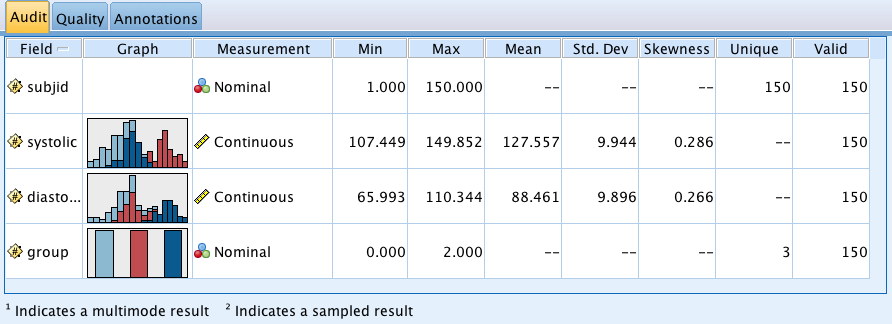 Audit Quality Annotations
Field Graph Measurement Min Max Mean Std. Dev Skewness Unique Valid
subjid Nominal 1.000 150.000 -- -- -- 150 150
systolic Continuous 107.449 149.852 127.557 9.944 0.286 -- 150
diasto... Continuous 65.993 110.344 88.461 9.896 0.266 -- 150
group Nominal 0.000 2.000 -- -- -- 3 150
¹ Indicates a multimode result ² Indicates a sampled result